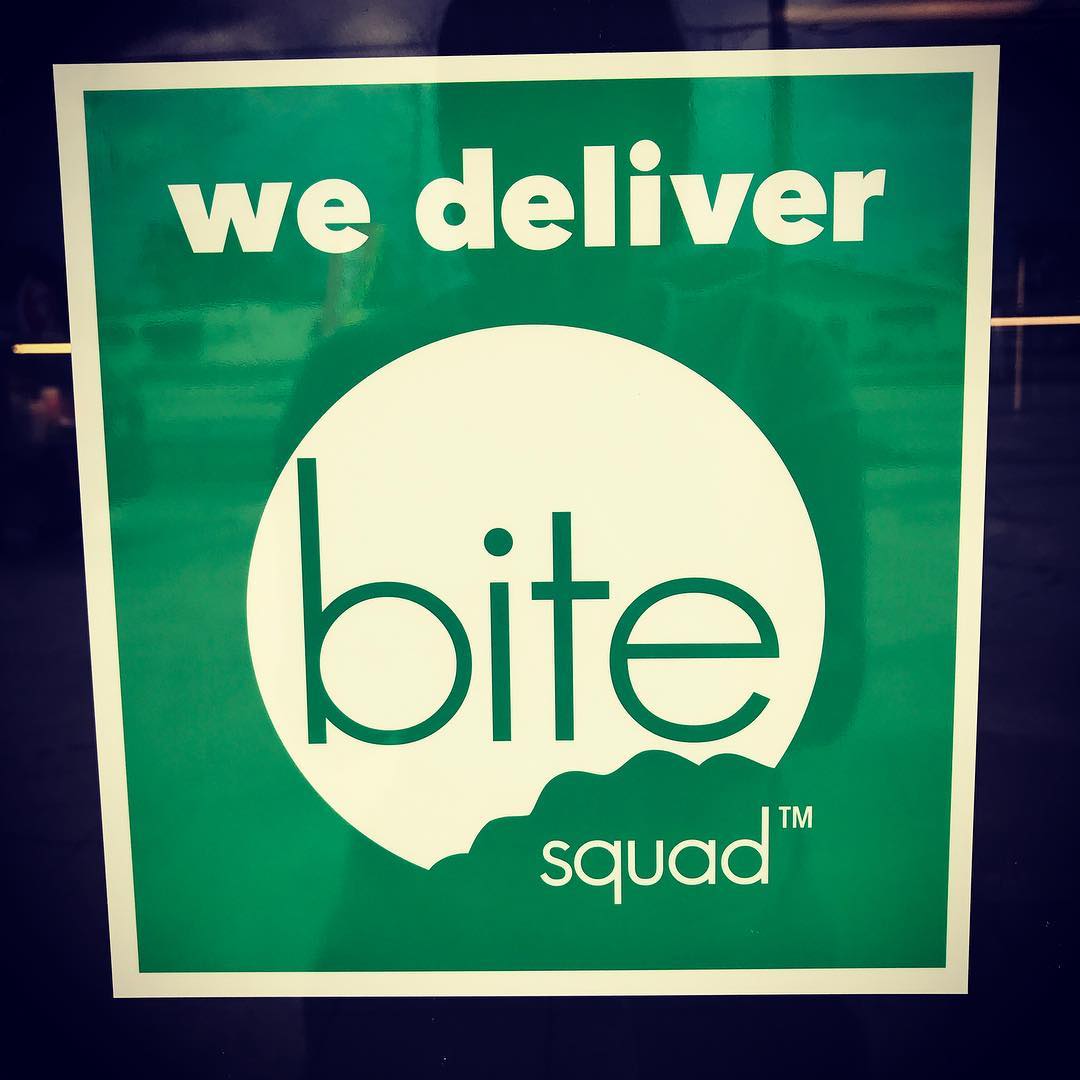 we deliver
bite
squad™